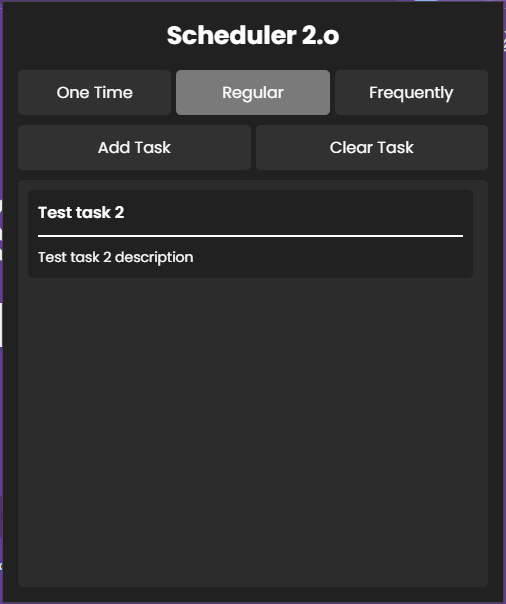 Scheduler 2.o
One Time Regular Frequently
Add Task Clear Task
Test task 2
Test task 2 description